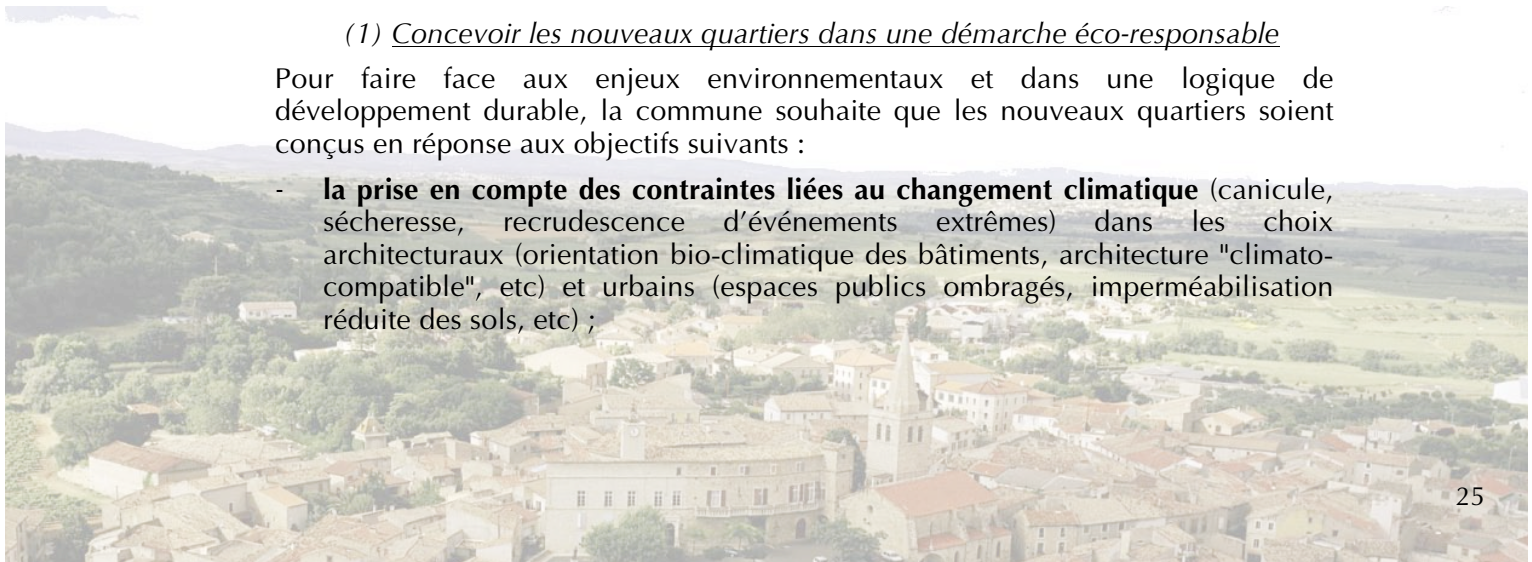 (1) Concevoir les nouveaux quartiers dans une démarche éco-responsable
Pour faire face aux enjeux environnementaux et dans une logique de
développement durable, la commune souhaite que les nouveaux quartiers soient
conçus en réponse aux objectifs suivants :
- la prise en compte des contraintes liées au changement climatique (canicule,
sécheresse, recrudescence d'événements extrêmes) dans les choix
architecturaux (orientation bio-climatique des bâtiments, architecture "climato-
compatible", etc) et urbains (espaces publics ombragés, imperméabilisation
réduite des sols, etc) ;
25